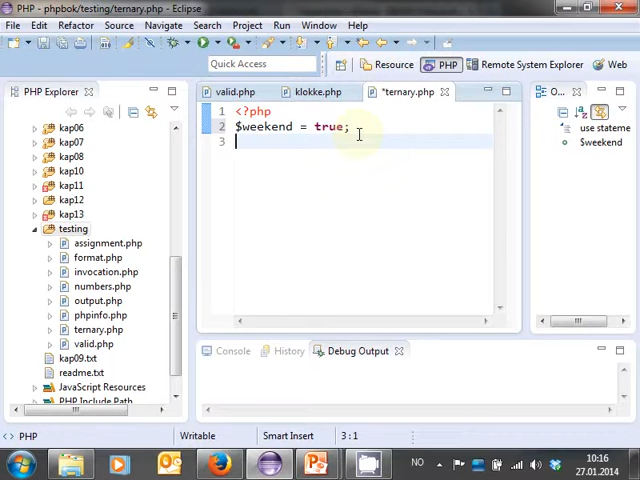 PHP - phpbok/testing/ternary.php - Eclipse
File Edit Refactor Source Navigate Search Project Run Window Help
Quick Access
Resource PHP Remote System Explorer Web
PHP Explorer
valid.php klokke.php *ternary.php O...
kap06
kap07
kap08
kap09
kap10
kap11
kap12
kap13
testing
assignment.php
format.php
invocation.php
numbers.php
output.php
phpinfo.php
ternary.php
valid.php
kap09.txt
readme.txt
JavaScript Resources
PHP Include Path
1 <?php
2 $weekend = true;
3
use stateme
$weekend
Console History Debug Output
<> PHP Writable Smart Insert 3 : 1
NO 10:16
27.01.2014